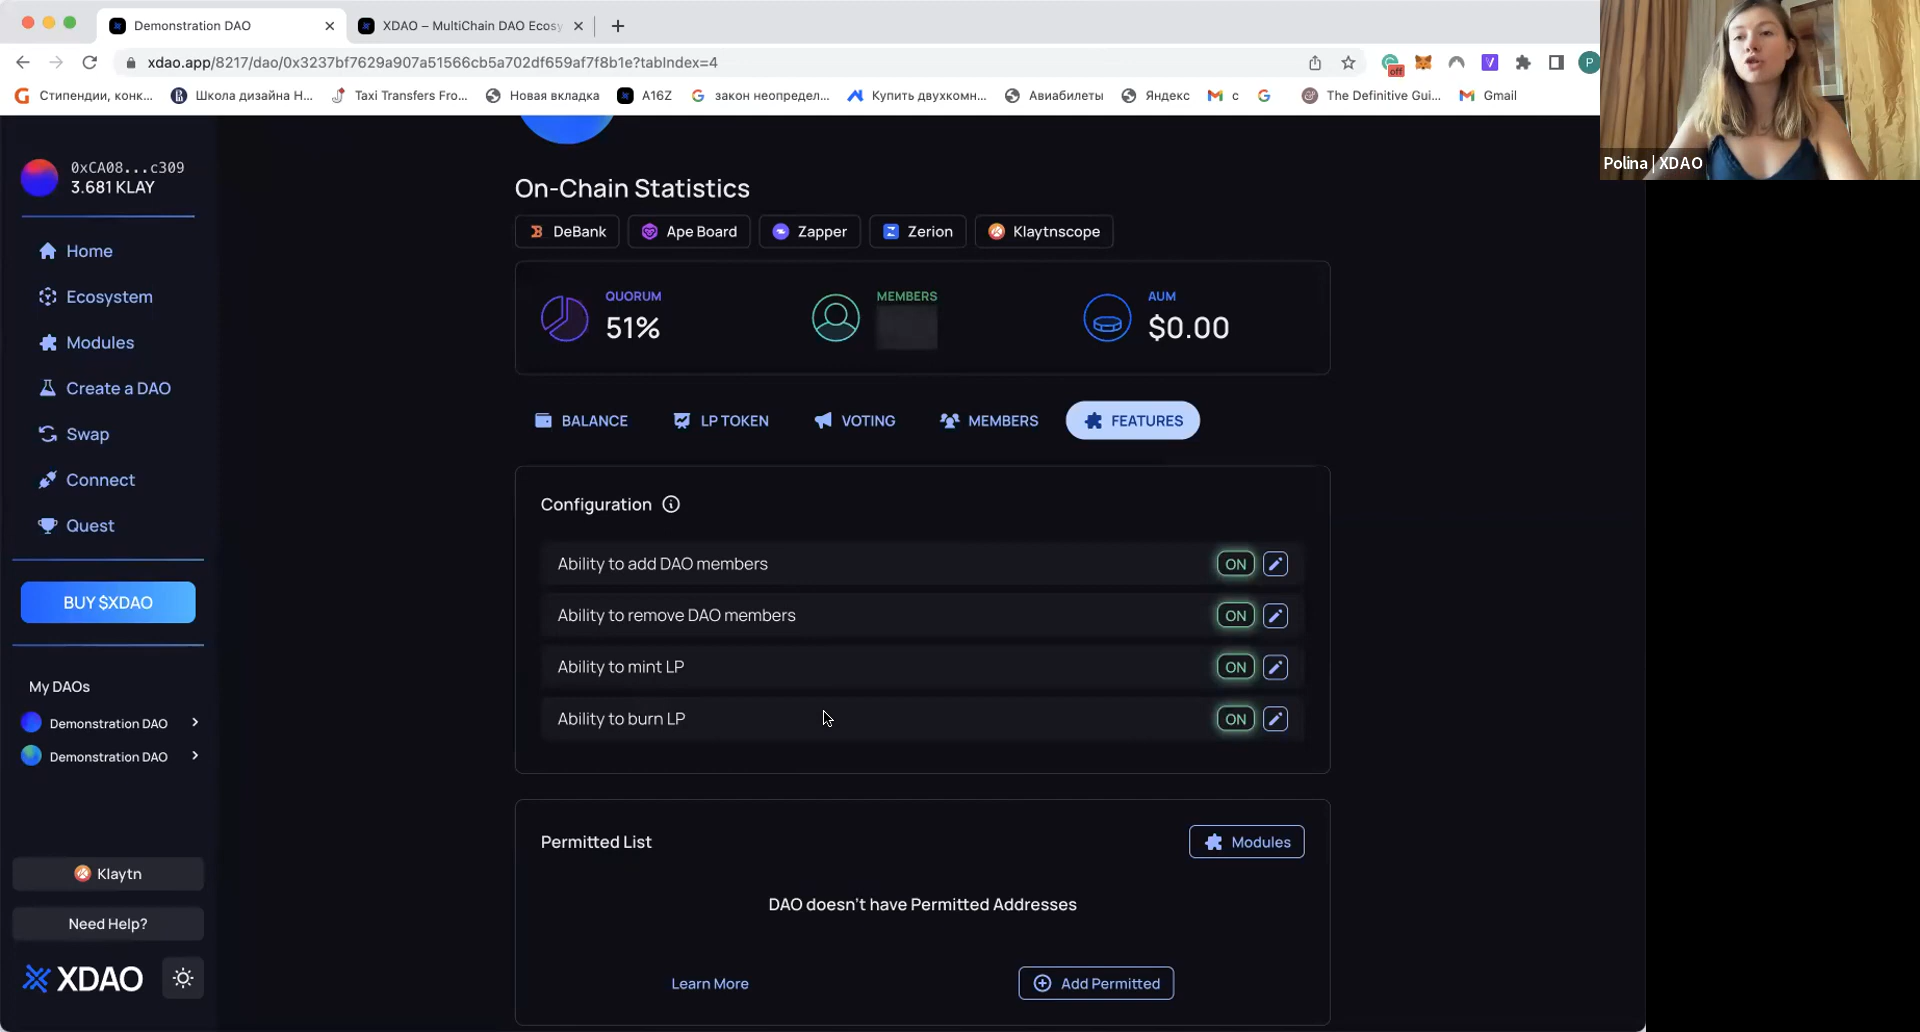 Demonstration DAO
XDAO – MultiChain DAO Ecosy
xdao.app/8217/dao/0x3237bf7629a907a51566cb5a702df659af7f8b1e?tabIndex=4
off
V
P
Стипендии, конк...
Школа дизайна Н...
Taxi Transfers Fro...
Новая вкладка
A16Z
закон неопредел...
Купить двухкомн...
Авиабилеты
Яндекс
с
The Definitive Gui...
Gmail
Polina | XDAO
0xCA08...c309
3.681 KLAY
Home
Ecosystem
Modules
Create a DAO
Swap
Connect
Quest
BUY $XDAO
My DAOs
Demonstration DAO
Demonstration DAO
Klaytn
Need Help?
XDAO
On-Chain Statistics
DeBank
Ape Board
Zapper
Zerion
Klaytnscope
QUORUM
51%
MEMBERS
AUM
$0.00
BALANCE
LP TOKEN
VOTING
MEMBERS
FEATURES
Configuration
Ability to add DAO members ON
Ability to remove DAO members ON
Ability to mint LP ON
Ability to burn LP ON
Permitted List
Modules
DAO doesn't have Permitted Addresses
Learn More
Add Permitted